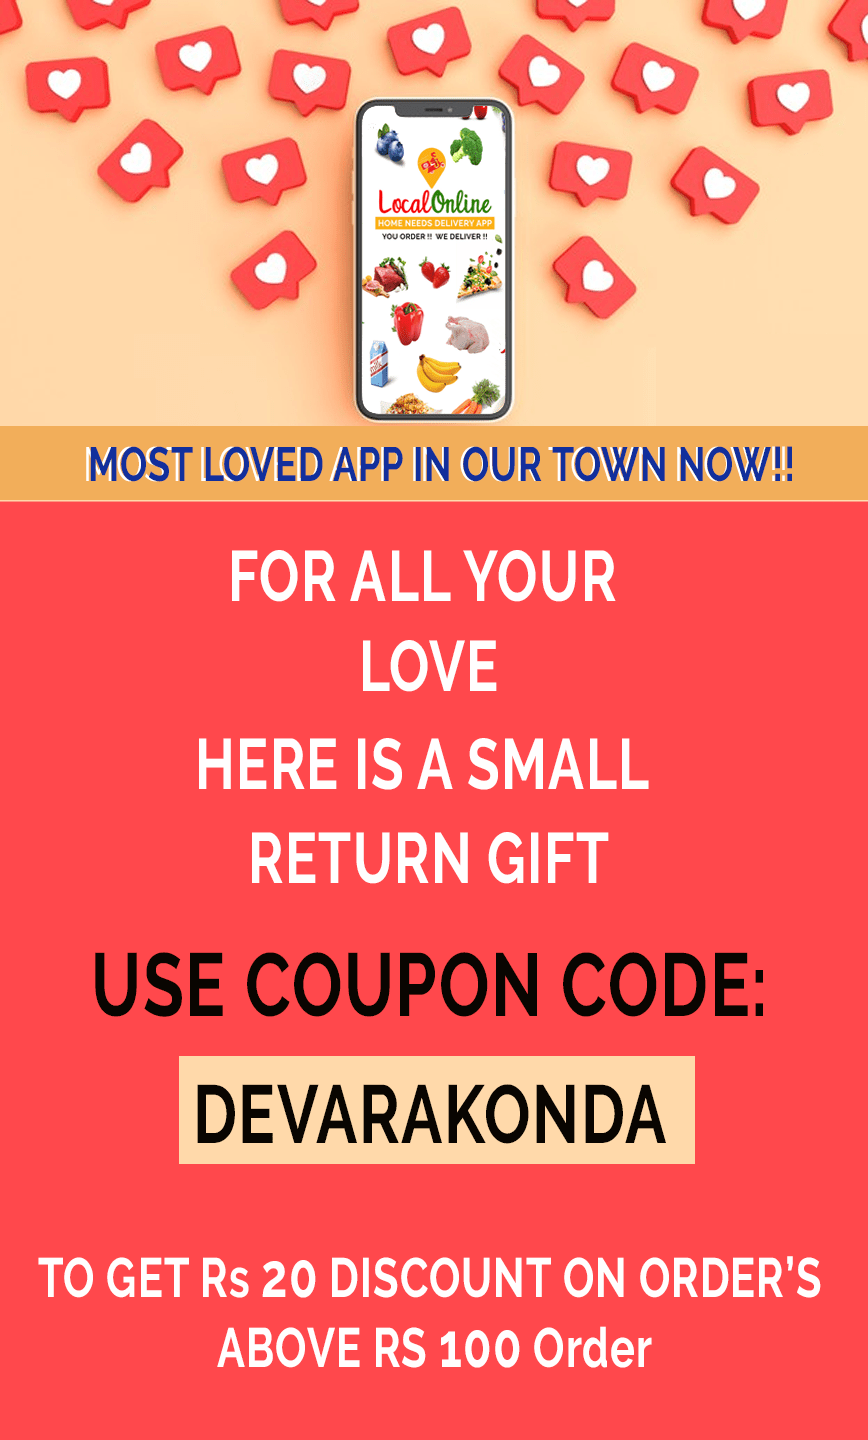 LocalOnline
HOME NEEDS DELIVERY APP
YOU ORDER !! WE DELIVER !!
MOST LOVED APP IN OUR TOWN NOW!!
FOR ALL YOUR
LOVE
HERE IS A SMALL
RETURN GIFT
USE COUPON CODE:
DEVARAKONDA
TO GET Rs 20 DISCOUNT ON ORDER'S
ABOVE RS 100 Order